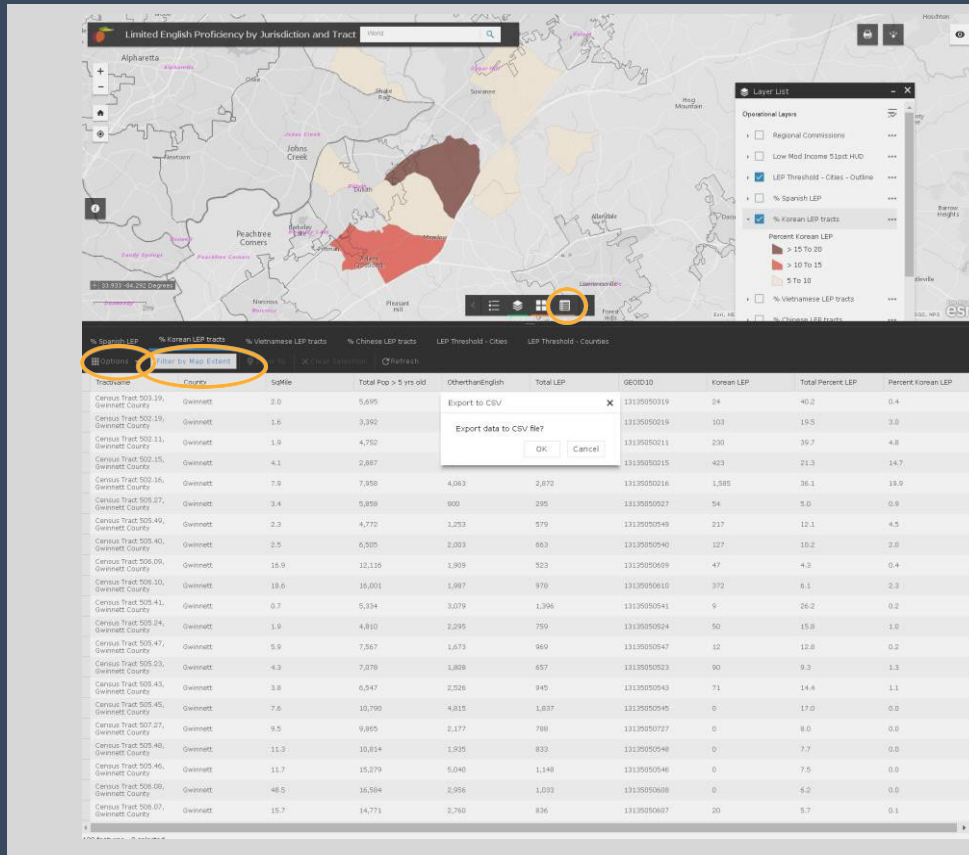 Houghton
Limited English Proficiency by Jurisdiction and Tract
World
Alpharetta
Alpharetta
Shake Rag
Suwanee
Hog Mountain
Johns Creek
Johns Creek
Newtown
Duluth
Peachtree Corners
Peachtree Corners
Berkeley Lake
Sandy Springs
Allendale
Lawrenceville
Norcross
Norcross
Pleasant Hill
Barrow Heights
33.933 -84.292 Degrees
Layer List
Operational Layers
Regional Commissions
Low Mod Income 51pct HUD
LEP Threshold - Cities - Outline
% Spanish LEP
% Korean LEP tracts
Percent Korean LEP
> 15 To 20
> 10 To 15
5 To 10
% Vietnamese LEP tracts
% Chinese LEP tracts
esri
% Spanish LEP % Korean LEP tracts % Vietnamese LEP tracts % Chinese LEP tracts LEP Threshold - Cities LEP Threshold - Counties
Options Filter by Map Extent Clear Selection Refresh
TractName County SqMile Total Pop > 5 yrs old OtherthanEnglish Total LEP GEOID10 Korean LEP Total Percent LEP Percent Korean LEP
Export to CSV
Export data to CSV file?
OK Cancel
Census Tract 503.19, Gwinnett County Gwinnett 2.0 5,695 13135050319 24 40.2 0.4
Census Tract 502.19, Gwinnett County Gwinnett 1.6 3,392 13135050219 103 19.5 3.0
Census Tract 502.11, Gwinnett County Gwinnett 1.9 4,752 13135050211 230 39.7 4.8
Census Tract 502.15, Gwinnett County Gwinnett 4.1 2,887 13135050215 423 21.3 14.7
Census Tract 502.16, Gwinnett County Gwinnett 7.9 7,958 4,063 2,872 13135050216 1,585 36.1 19.9
Census Tract 505.27, Gwinnett County Gwinnett 3.4 5,858 900 295 13135050527 54 5.0 0.9
Census Tract 505.49, Gwinnett County Gwinnett 2.3 4,772 1,253 579 13135050549 217 12.1 4.5
Census Tract 505.40, Gwinnett County Gwinnett 2.5 6,505 2,003 663 13135050540 127 10.2 2.0
Census Tract 506.09, Gwinnett County Gwinnett 16.9 12,116 1,909 523 13135050609 47 4.3 0.4
Census Tract 506.10, Gwinnett County Gwinnett 19.6 16,001 1,987 978 13135050610 372 6.1 2.3
Census Tract 505.41, Gwinnett County Gwinnett 0.7 5,334 3,079 1,396 13135050541 9 26.2 0.2
Census Tract 505.24, Gwinnett County Gwinnett 1.9 4,810 2,295 759 13135050524 50 15.8 1.0
Census Tract 505.47, Gwinnett County Gwinnett 5.9 7,567 1,673 969 13135050547 12 12.8 0.2
Census Tract 505.23, Gwinnett County Gwinnett 4.3 7,078 1,808 657 13135050523 90 9.3 1.3
Census Tract 505.43, Gwinnett County Gwinnett 3.8 6,547 2,526 945 13135050543 71 14.4 1.1
Census Tract 505.45, Gwinnett County Gwinnett 7.6 10,790 4,815 1,837 13135050545 0 17.0 0.0
Census Tract 507.27, Gwinnett County Gwinnett 9.5 9,865 2,177 788 13135050727 0 8.0 0.0
Census Tract 505.48, Gwinnett County Gwinnett 11.3 10,814 1,935 833 13135050548 0 7.7 0.0
Census Tract 505.46, Gwinnett County Gwinnett 11.7 15,279 5,040 1,148 13135050546 0 7.5 0.0
Census Tract 506.08, Gwinnett County Gwinnett 48.5 16,584 2,956 1,033 13135050608 0 6.2 0.0
Census Tract 506.07, Gwinnett County Gwinnett 15.7 14,771 2,760 836 13135050607 20 5.7 0.1